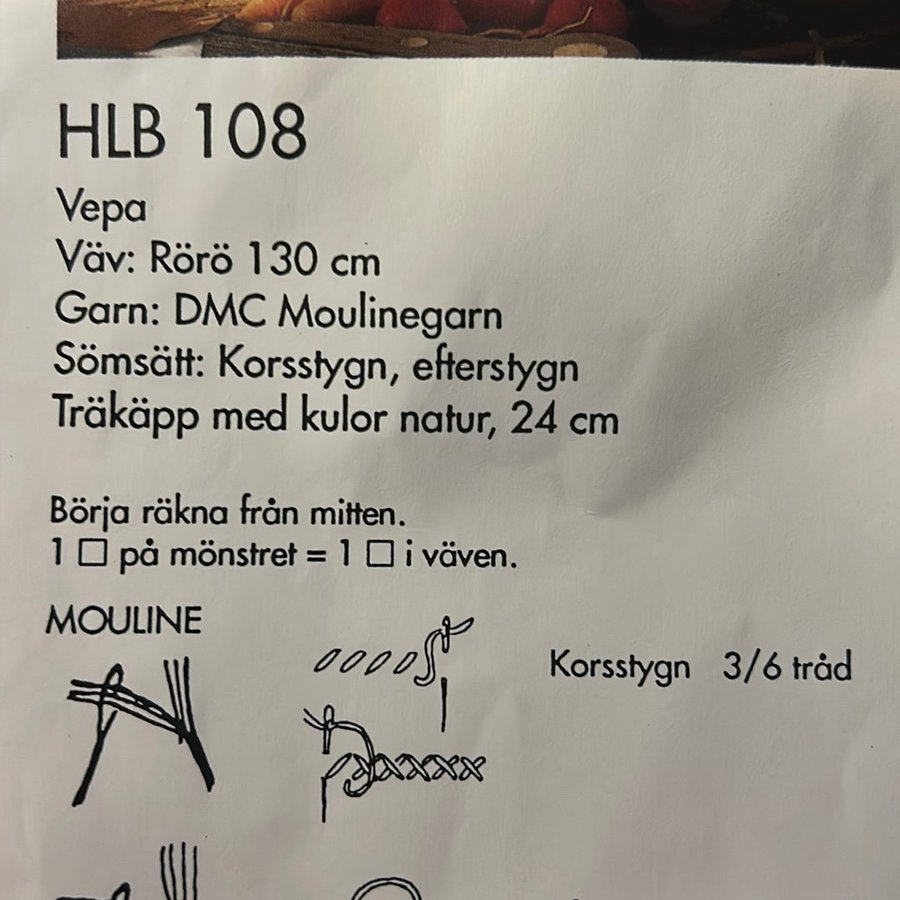 HLB 108
Vepa
Väv: Rörö 130 cm
Garn: DMC Moulinegarn
Sömsätt: Korsstygn, efterstygn
Träkäpp med kulor natur, 24 cm
Börja räkna från mitten.
1 □ på mönstret = 1 □ i väven.
MOULINE
Korsstygn 3/6 tråd